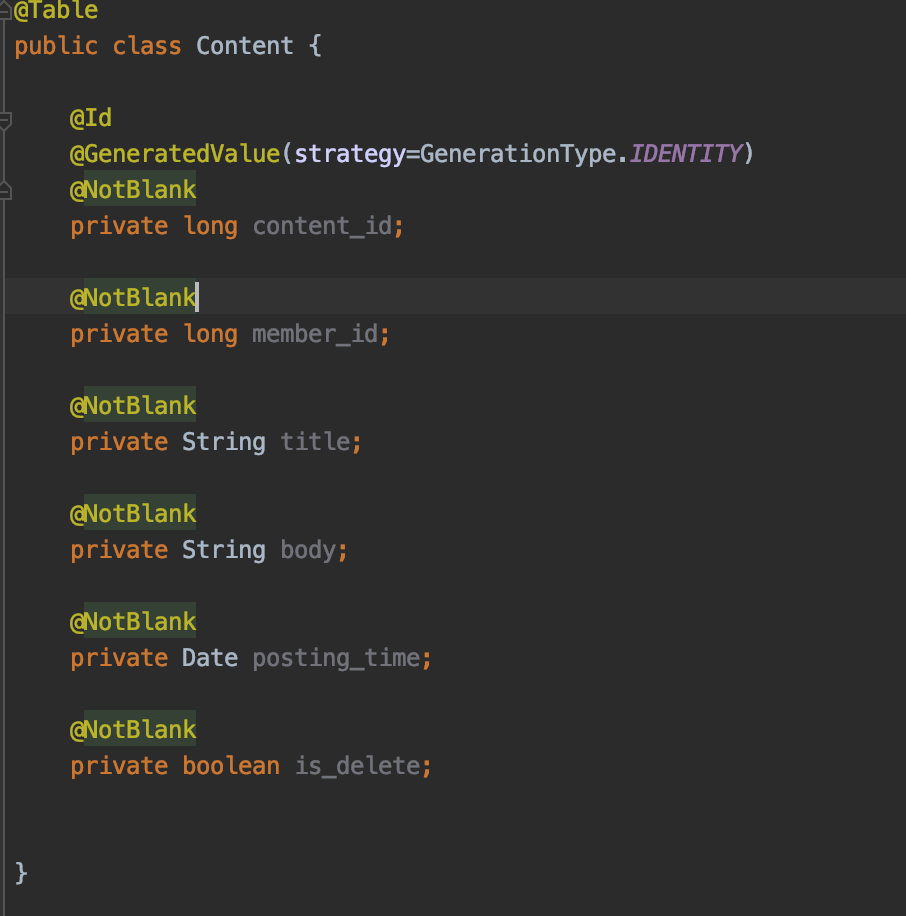 @Table
public class Content {
@Id
@GeneratedValue(strategy=GenerationType.IDENTITY)
@NotBlank
private long content_id;
@NotBlank
private long member_id;
@NotBlank
private String title;
@NotBlank
private String body;
@NotBlank
private Date posting_time;
@NotBlank
private boolean is_delete;
}